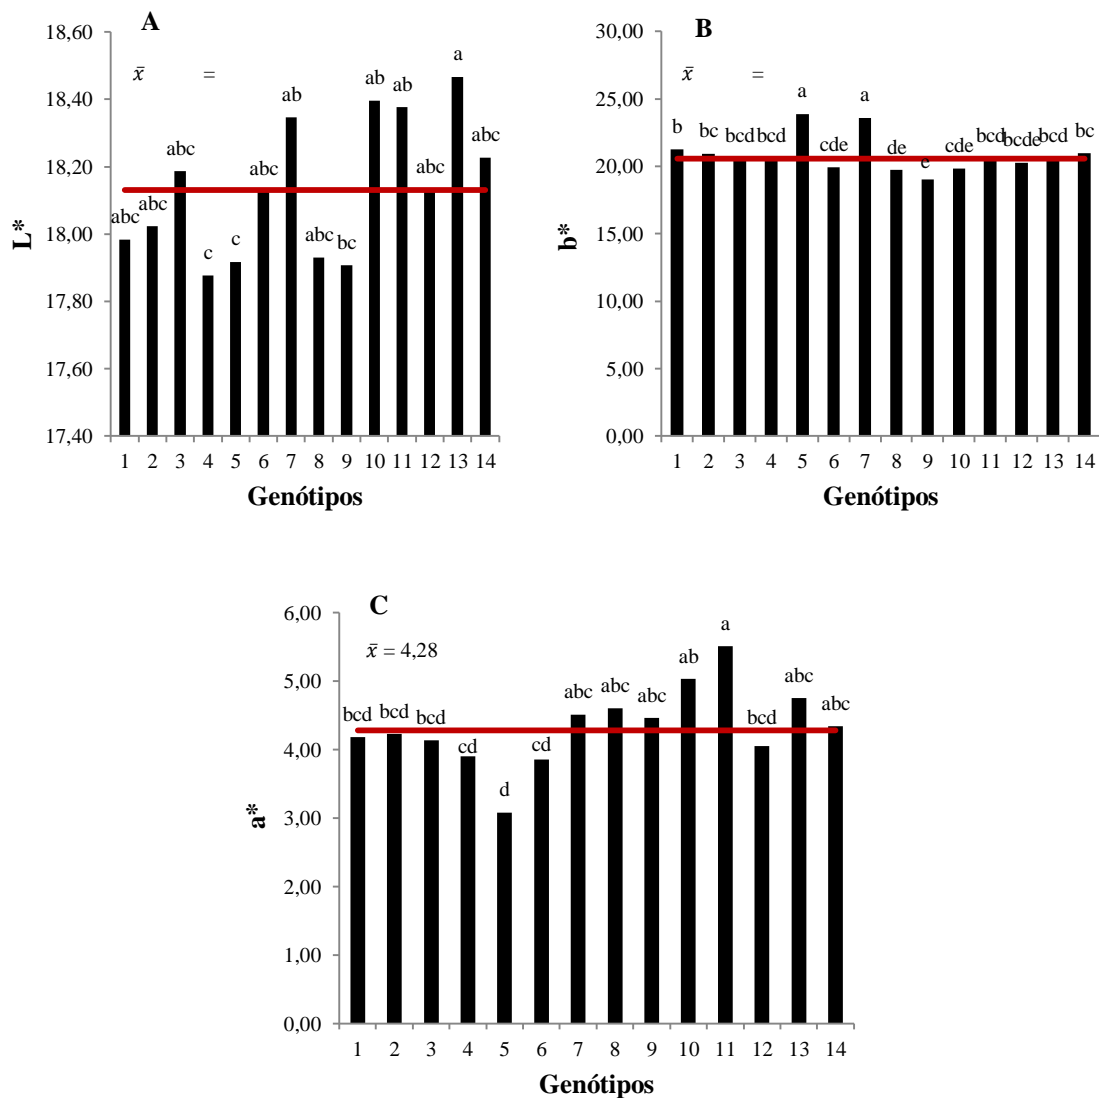 A
x̄ =
18,60
18,40
18,20
18,00
17,80
17,60
17,40
L*
abc abc abc c c abc ab abc bc ab ab abc a abc
1 2 3 4 5 6 7 8 9 10 11 12 13 14
Genótipos
B
x̄ =
30,00
25,00
20,00
15,00
10,00
5,00
0,00
b*
b bc bcd bcd a cde a de e cde bcd bcde bcd bc
1 2 3 4 5 6 7 8 9 10 11 12 13 14
Genótipos
C
x̄ = 4,28
6,00
5,00
4,00
3,00
2,00
1,00
0,00
a*
bcd bcd bcd cd d cd abc abc abc ab a bcd abc abc
1 2 3 4 5 6 7 8 9 10 11 12 13 14
Genótipos